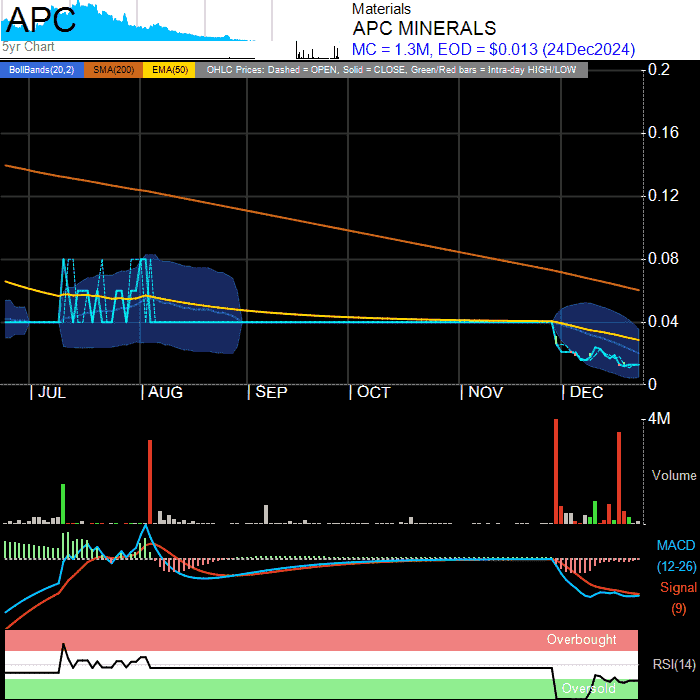 APC
5yr Chart
Materials
APC MINERALS
MC = 1.3M, EOD = $0.013 (24Dec2024)
BollBands(20,2) SMA(200) EMA(50) OHLC Prices: Dashed = OPEN, Solid = CLOSE, Green/Red bars = Intra-day HIGH/LOW
0.2
0.16
0.12
0.08
0.04
0
JUL AUG SEP OCT NOV DEC
4M
Volume
MACD
(12-26)
Signal
(9)
Overbought
RSI(14)
Oversold